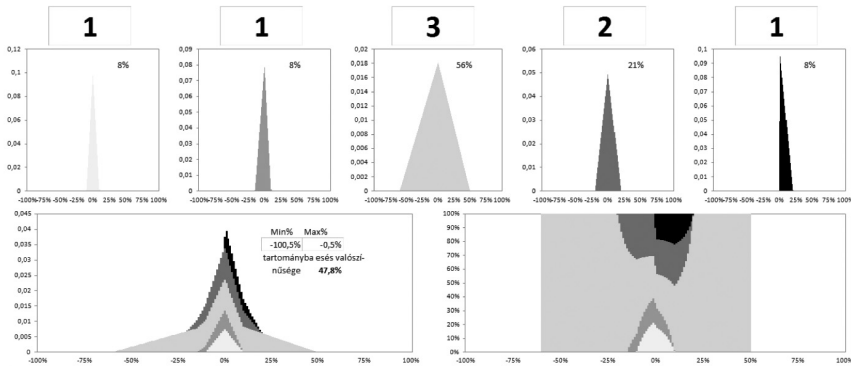 1 1 3 2 1
0,12 0,09 0,02 0,06 0,1
8% 8% 56% 21% 8%
0,1 0,08 0,018 0,05 0,09
0,08 0,07 0,016 0,04 0,08
0,06 0,06 0,014 0,03 0,07
0,04 0,05 0,012 0,02 0,06
0,02 0,04 0,01 0,01 0,05
0 0,03 0,008 0 0,04
0,02 0,006 0,03
0,01 0,004 0,02
0 0,002 0,01
0 0
-100%-75% -50% -25% 0% 25% 50% 75% 100% -100%-75% -50% -25% 0% 25% 50% 75% 100% -100%-75% -50% -25% 0% 25% 50% 75% 100% -100%-75% -50% -25% 0% 25% 50% 75% 100% -100%-75% -50% -25% 0% 25% 50% 75% 100%
0,045
0,04
0,035
0,03
0,025
0,02
0,015
0,01
0,005
0
Min% Max%
-100,5% -0,5%
tartományba esés valószí-
nűsége 47,8%
-100% -75% -50% -25% 0% 25% 50% 75% 100%
100%
90%
80%
70%
60%
50%
40%
30%
20%
10%
0%
-100% -75% -50% -25% 0% 25% 50% 75% 100%